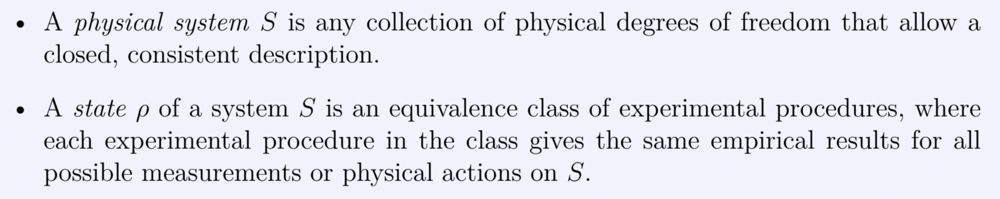 • A physical system S is any collection of physical degrees of freedom that allow a
closed, consistent description.
• A state ρ of a system S is an equivalence class of experimental procedures, where
each experimental procedure in the class gives the same empirical results for all
possible measurements or physical actions on S.